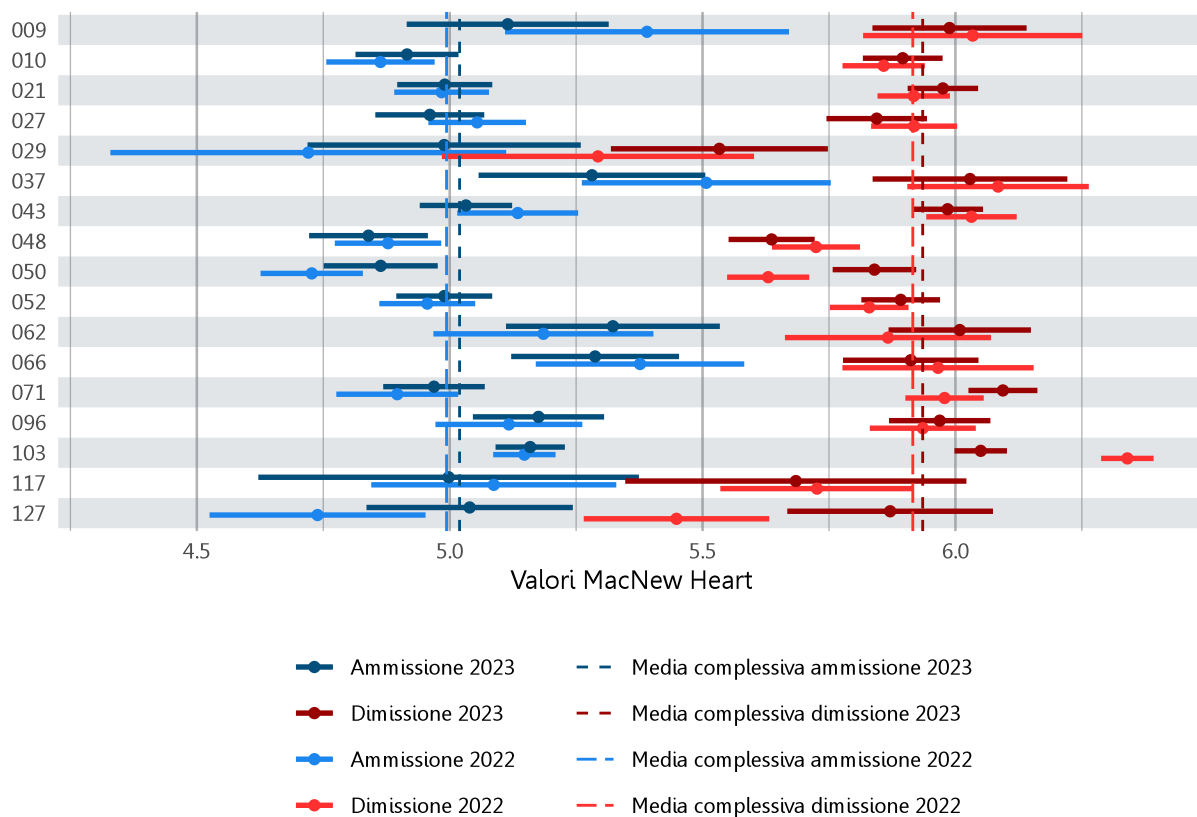 009
010
021
027
029
037
043
048
050
052
062
066
071
096
103
117
127
4.5 5.0 5.5 6.0
Valori MacNew Heart
Ammissione 2023 Media complessiva ammissione 2023
Dimissione 2023 Media complessiva dimissione 2023
Ammissione 2022 Media complessiva ammissione 2022
Dimissione 2022 Media complessiva dimissione 2022